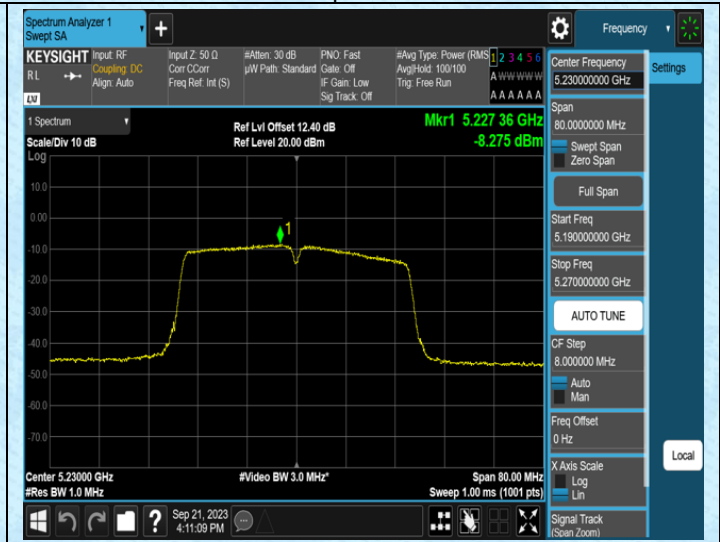 Spectrum Analyzer 1
Swept SA
Frequency
KEYSIGHT
RL
LXI
Input: RF
Coupling: DC
Align: Auto
Input Z: 50 Ω
Corr CCorr
Freq Ref: Int (S)
#Atten: 30 dB
µW Path: Standard
PNO: Fast
Gate: Off
IF Gain: Low
Sig Track: Off
#Avg Type: Power (RMS
Avg|Hold: 100/100
Trig: Free Run
1 2 3 4 5 6
A W W W W W
A A A A A A
1 Spectrum
Scale/Div 10 dB
Log
Ref Lvl Offset 12.40 dB
Ref Level 20.00 dBm
Mkr1 5.227 36 GHz
-8.275 dBm
10.0
0.00
-10.0
-20.0
-30.0
-40.0
-50.0
-60.0
-70.0
1
Center 5.23000 GHz
#Video BW 3.0 MHz*
Span 80.00 MHz
#Res BW 1.0 MHz
Sweep 1.00 ms (1001 pts)
Sep 21, 2023
4:11:09 PM
Center Frequency
5.230000000 GHz
Settings
Span
80.0000000 MHz
Swept Span
Zero Span
Full Span
Start Freq
5.190000000 GHz
Stop Freq
5.270000000 GHz
AUTO TUNE
CF Step
8.000000 MHz
Auto
Man
Freq Offset
0 Hz
X Axis Scale
Log
Lin
Signal Track
(Span Zoom)
Local